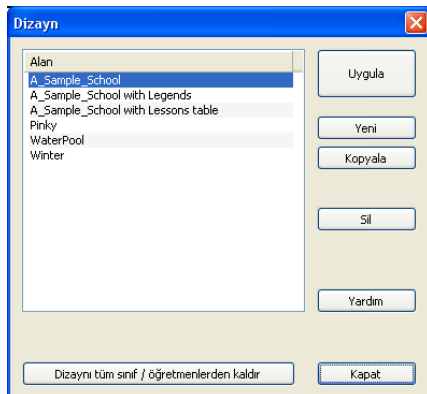 Dizayn
Alan
A_Sample_School
A_Sample_School with Legends
A_Sample_School with Lessons table
Pinky
WaterPool
Winter
Uygula
Yeni
Kopyala
Sil
Yardım
Dizaynı tüm sınıf / öğretmenlerden kaldır
Kapat